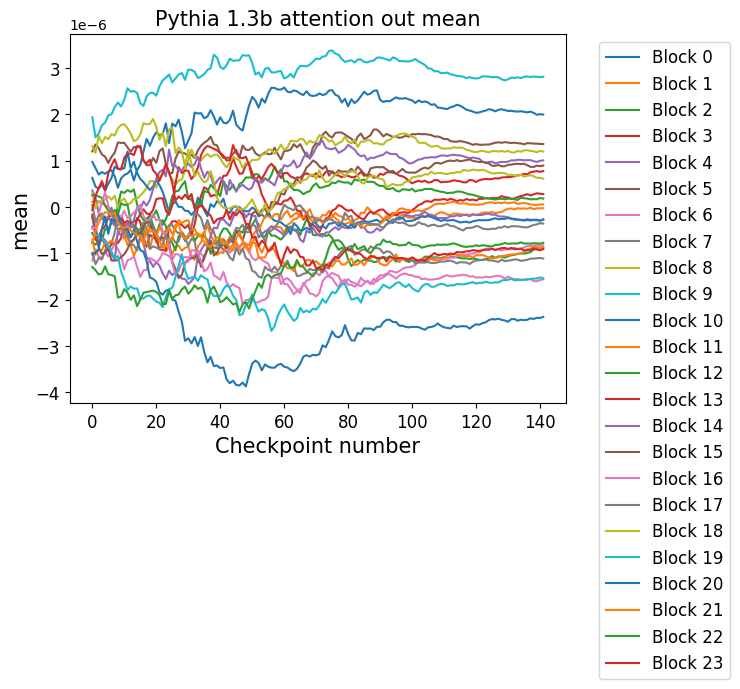 Pythia 1.3b attention out mean
1e−6
3
2
1
0
−1
−2
−3
−4
mean
0 20 40 60 80 100 120 140
Checkpoint number
Block 0
Block 1
Block 2
Block 3
Block 4
Block 5
Block 6
Block 7
Block 8
Block 9
Block 10
Block 11
Block 12
Block 13
Block 14
Block 15
Block 16
Block 17
Block 18
Block 19
Block 20
Block 21
Block 22
Block 23